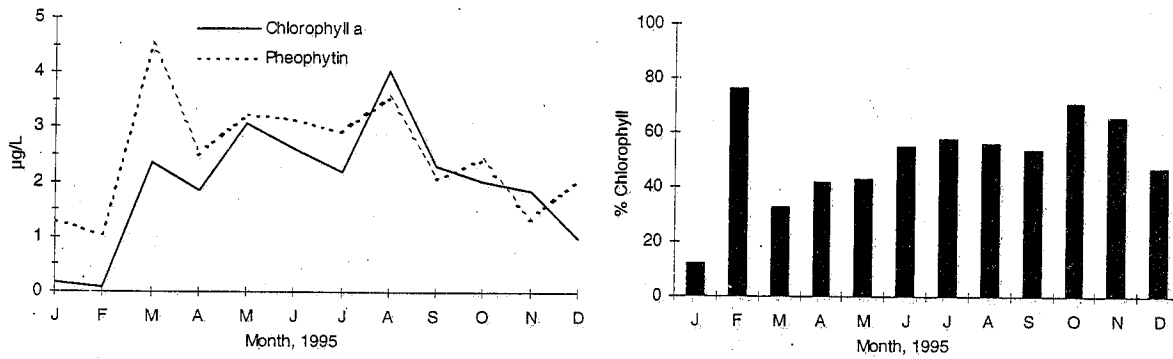 5
4
3
2
1
0
µg/L
Chlorophyll a
Pheophytin
J F M A M J J A S O N D
Month, 1995
100
80
60
40
20
0
% Chlorophyll
J F M A M J J A S O N D
Month, 1995